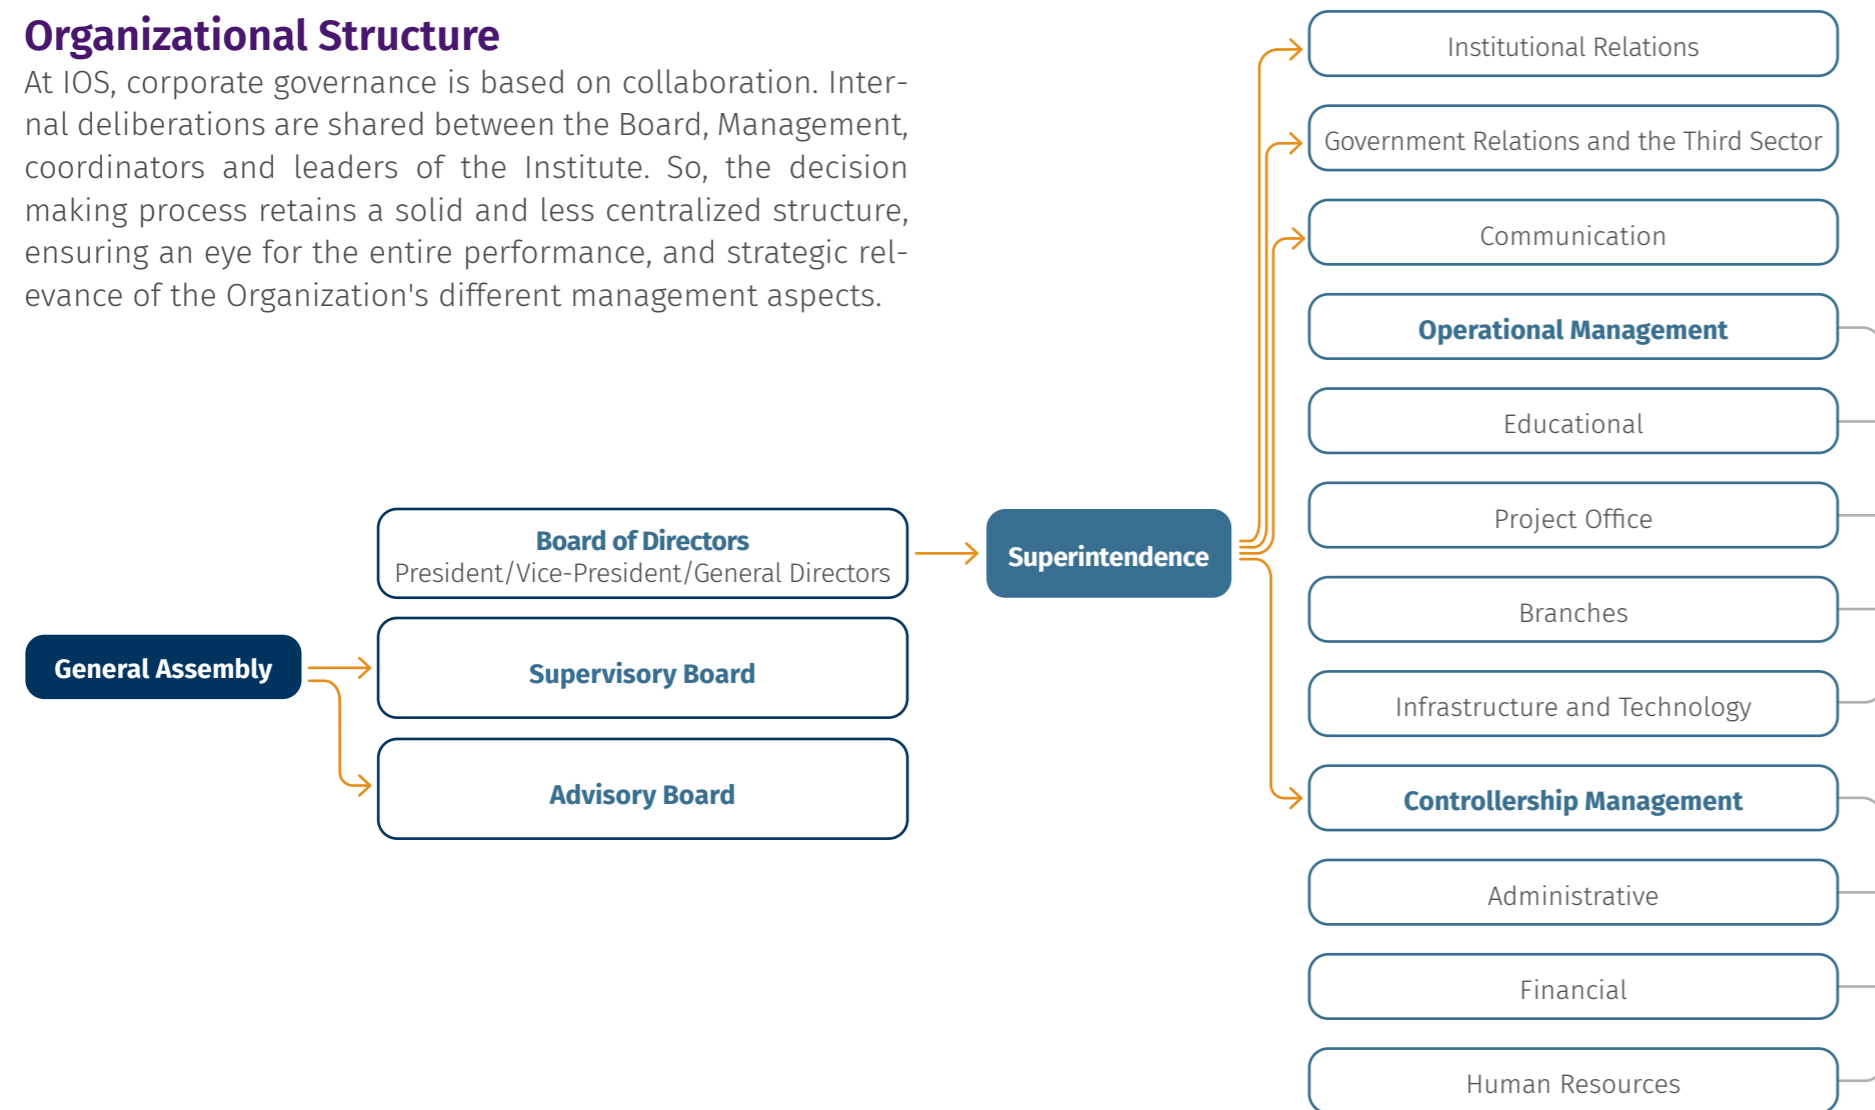 Organizational Structure
At IOS, corporate governance is based on collaboration. Inter-
nal deliberations are shared between the Board, Management,
coordinators and leaders of the Institute. So, the decision
making process retains a solid and less centralized structure,
ensuring an eye for the entire performance, and strategic rel-
evance of the Organization's different management aspects.
General Assembly
Board of Directors
President/Vice-President/General Directors
Supervisory Board
Advisory Board
Superintendence
Institutional Relations
Government Relations and the Third Sector
Communication
Operational Management
Educational
Project Office
Branches
Infrastructure and Technology
Controllership Management
Administrative
Financial
Human Resources